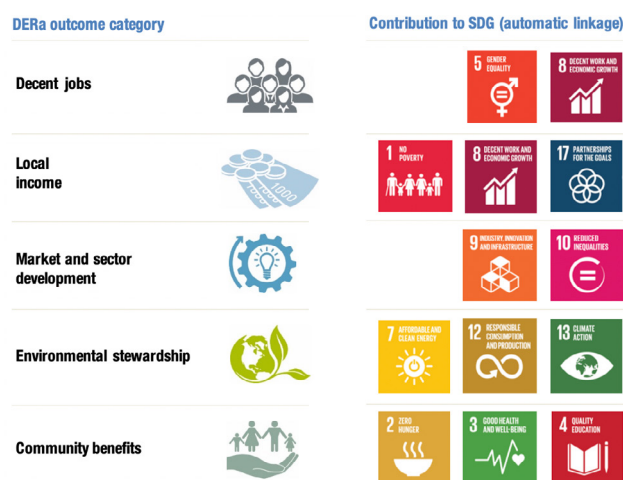 DERa outcome category
Contribution to SDG (automatic linkage)
Decent jobs
5 GENDER
EQUALITY
8 DECENT WORK AND
ECONOMIC GROWTH
Local
income
1000
1 NO
POVERTY
8 DECENT WORK AND
ECONOMIC GROWTH
17 PARTNERSHIPS
FOR THE GOALS
Market and sector
development
9 INDUSTRY, INNOVATION
AND INFRASTRUCTURE
10 REDUCED
INEQUALITIES
Environmental stewardship
7 AFFORDABLE AND
CLEAN ENERGY
12 RESPONSIBLE
CONSUMPTION
AND PRODUCTION
13 CLIMATE
ACTION
Community benefits
2 ZERO
HUNGER
3 GOOD HEALTH
AND WELL-BEING
4 QUALITY
EDUCATION